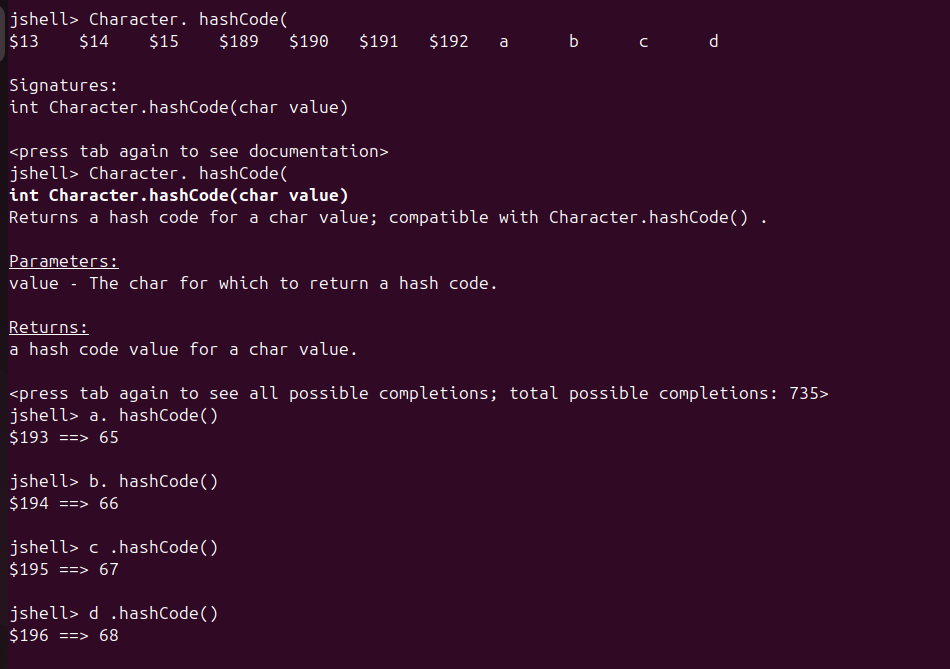 jshell> Character. hashCode(
$13    $14    $15    $189   $190   $191   $192   a      b      c      d

Signatures:
int Character.hashCode(char value)

<press tab again to see documentation>
jshell> Character. hashCode(
int Character.hashCode(char value)
Returns a hash code for a char value; compatible with Character.hashCode() .

Parameters:
value - The char for which to return a hash code.

Returns:
a hash code value for a char value.

<press tab again to see all possible completions; total possible completions: 735>
jshell> a. hashCode()
$193 ==> 65

jshell> b. hashCode()
$194 ==> 66

jshell> c .hashCode()
$195 ==> 67

jshell> d .hashCode()
$196 ==> 68